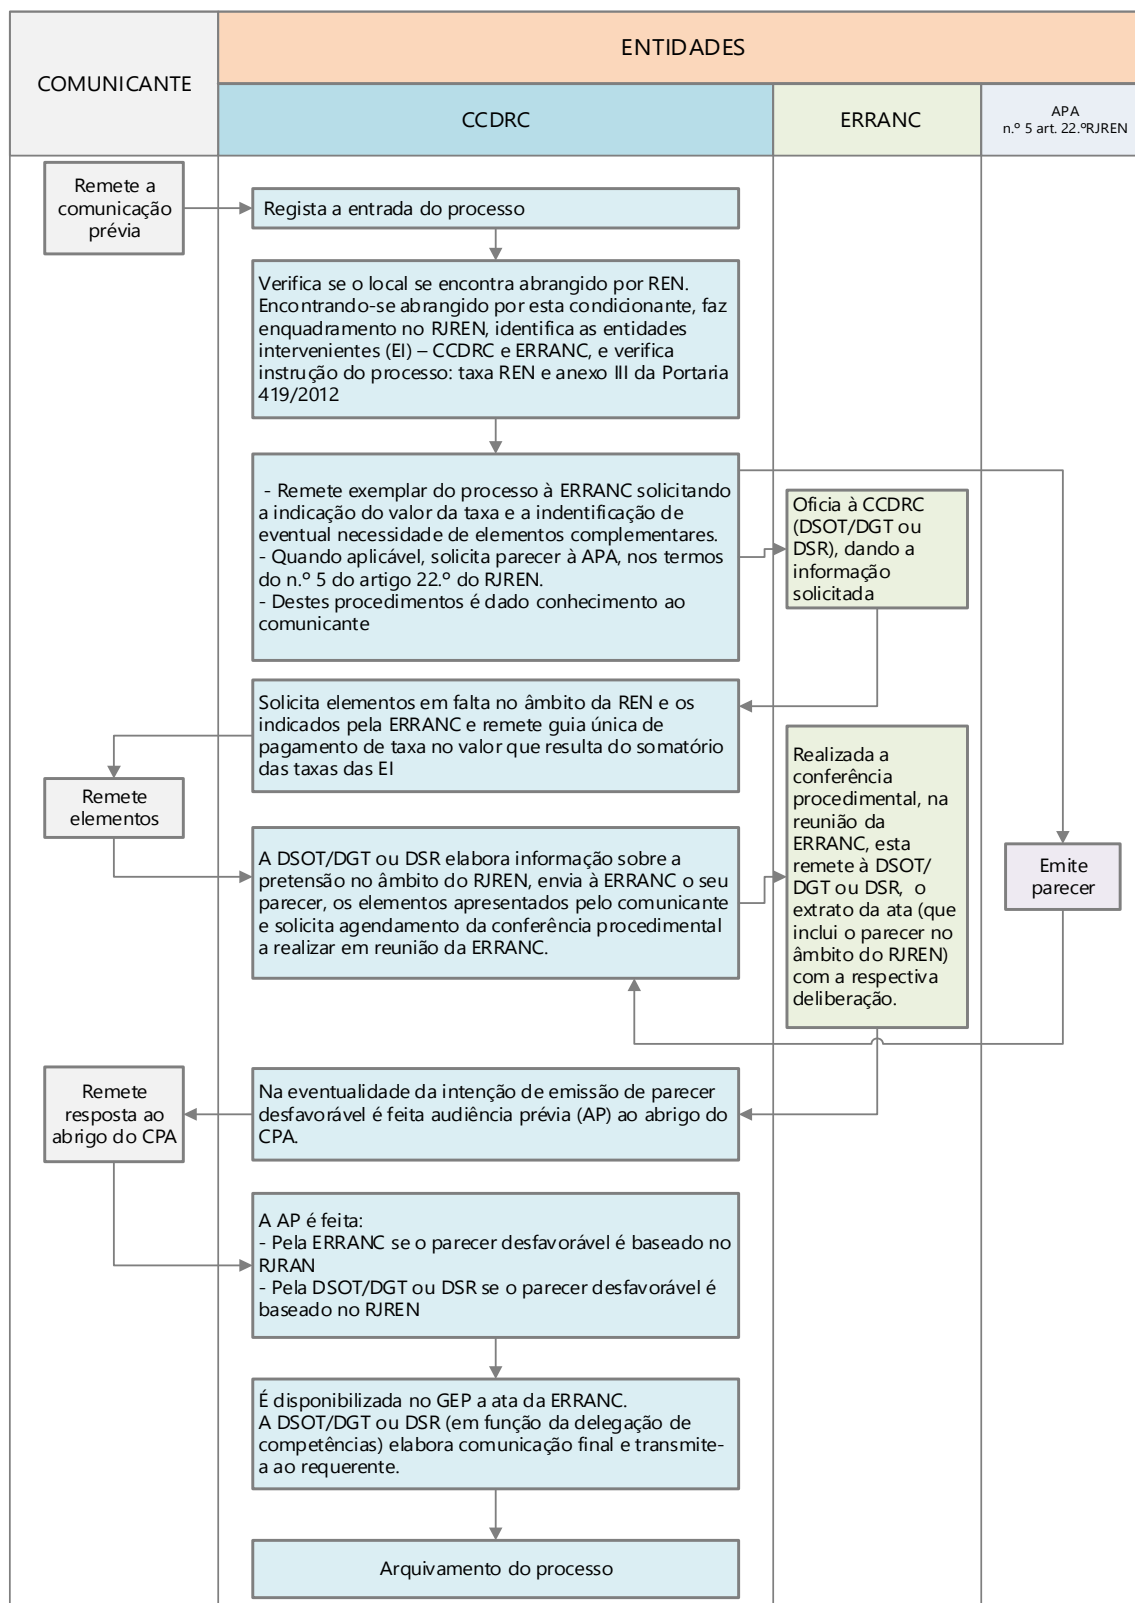 ENTIDADES
COMUNICANTE
CCDRC
ERRANC
APA
n.º 5 art. 22.ºRJREN
Remete a
comunicação
prévia
Regista a entrada do processo
Verifica se o local se encontra abrangido por REN.
Encontrando-se abrangido por esta condicionante, faz
enquadramento no RJREN, identifica as entidades
intervenientes (EI) – CCDRC e ERRANC, e verifica
instrução do processo: taxa REN e anexo III da Portaria
419/2012
- Remete exemplar do processo à ERRANC solicitando
a indicação do valor da taxa e a indentificação de
eventual necessidade de elementos complementares.
- Quando aplicável, solicita parecer à APA, nos termos
do n.º 5 do artigo 22.º do RJREN.
- Destes procedimentos é dado conhecimento ao
comunicante
Oficia à CCDRC
(DSOT/DGT ou
DSR), dando a
informação
solicitada
Solicita elementos em falta no âmbito da REN e os
indicados pela ERRANC e remete guia única de
pagamento de taxa no valor que resulta do somatório
das taxas das EI
Remete
elementos
A DSOT/DGT ou DSR elabora informação sobre a
pretensão no âmbito do RJREN, envia à ERRANC o seu
parecer, os elementos apresentados pelo comunicante
e solicita agendamento da conferência procedimental
a realizar em reunião da ERRANC.
Realizada a
conferência
procedimental, na
reunião da
ERRANC, esta
remete à DSOT/
DGT ou DSR, o
extrato da ata (que
inclui o parecer no
âmbito do RJREN)
com a respectiva
deliberação.
Emite
parecer
Na eventualidade da intenção de emissão de parecer
desfavorável é feita audiência prévia (AP) ao abrigo do
CPA.
Remete
resposta ao
abrigo do CPA
A AP é feita:
- Pela ERRANC se o parecer desfavorável é baseado no
RJRAN
- Pela DSOT/DGT ou DSR se o parecer desfavorável é
baseado no RJREN
É disponibilizada no GEP a ata da ERRANC.
A DSOT/DGT ou DSR (em função da delegação de
competências) elabora comunicação final e transmite-
a ao requerente.
Arquivamento do processo